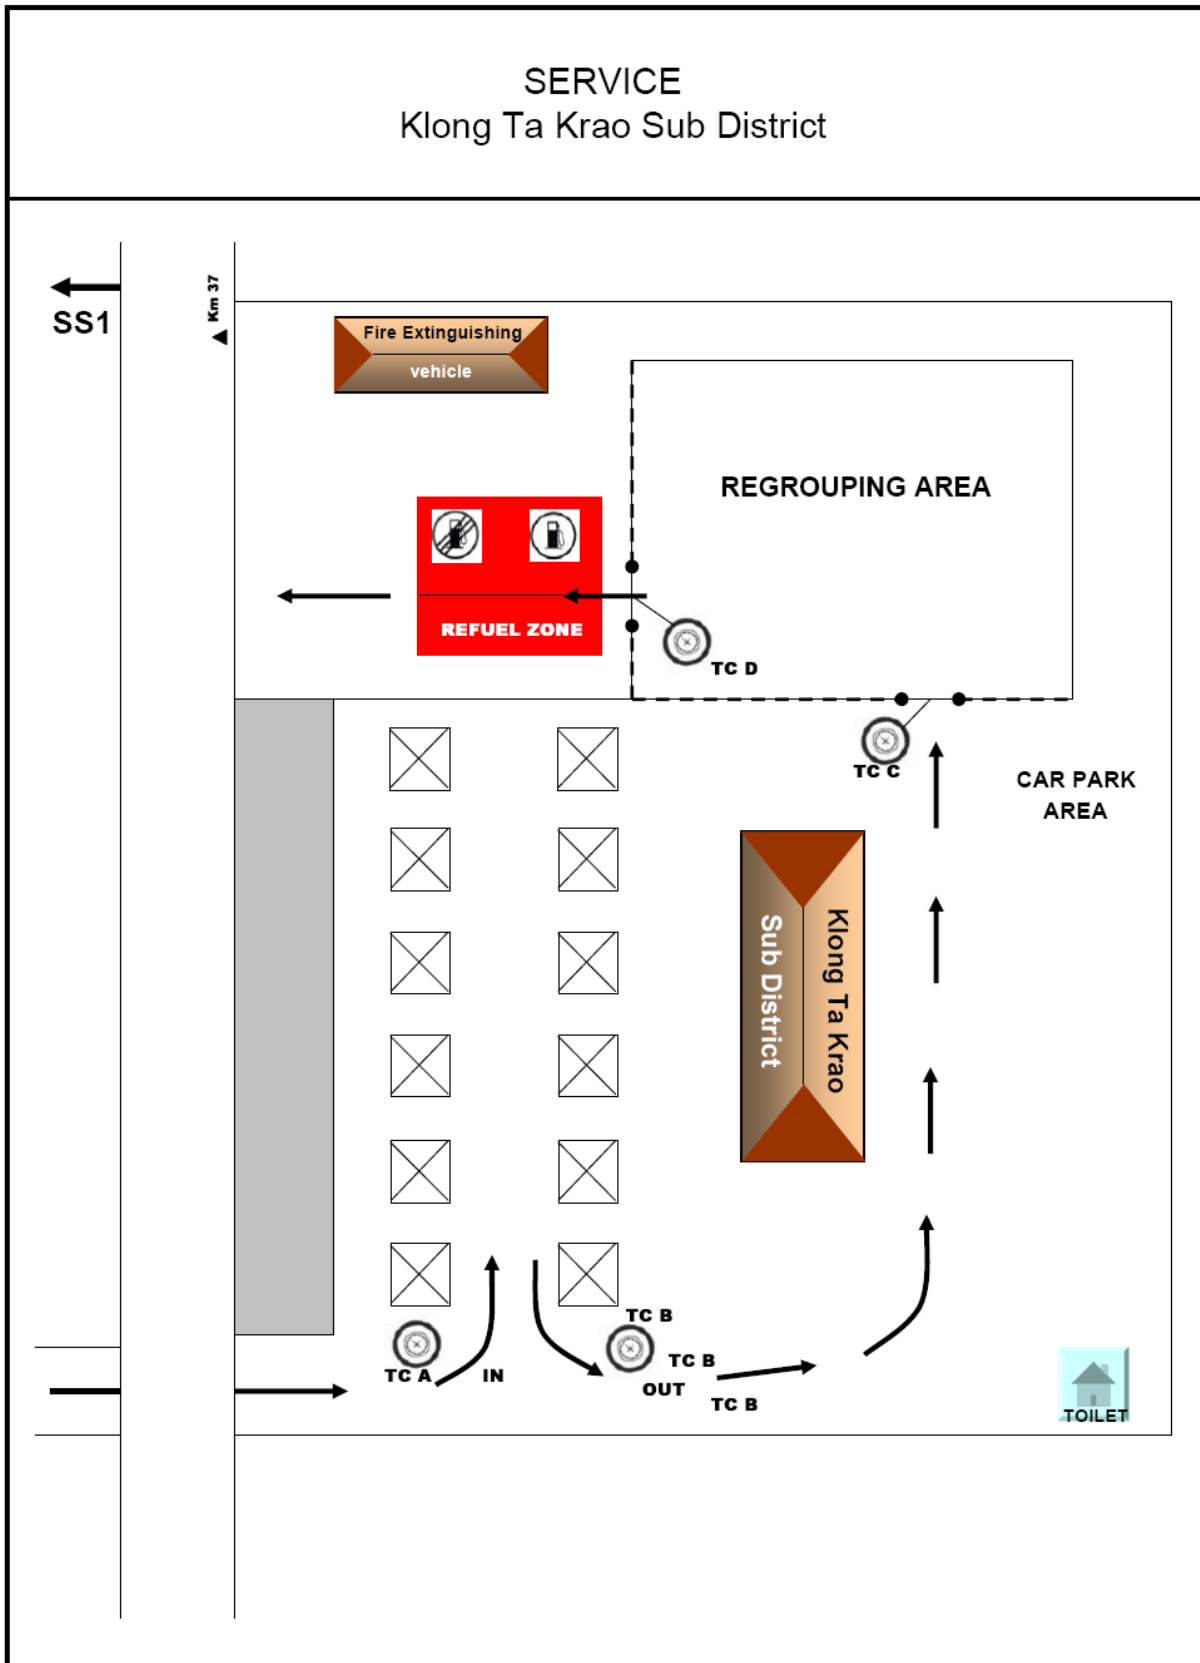 SERVICE
Klong Ta Krao Sub District
Km 37
SS1
Fire Extinguishing
vehicle
REGROUPING AREA
REFUEL ZONE
TC D
TC C
CAR PARK
AREA
Klong Ta Krao
Sub District
TC B
TC B
TC A
IN
OUT
TC B
TOILET